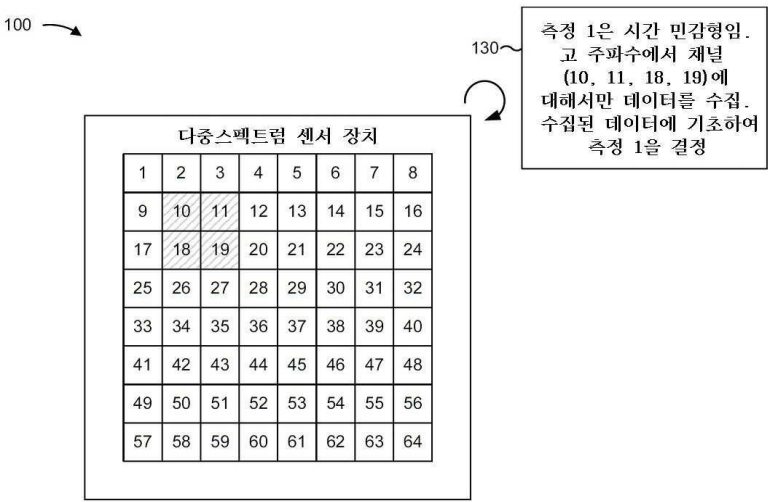 100
130
측정 1은 시간 민감형임.
고 주파수에서 채널
(10, 11, 18, 19)에
대해서만 데이터를 수집.
수집된 데이터에 기초하여
측정 1을 결정
다중스펙트럼 센서 장치
1 2 3 4 5 6 7 8
9 10 11 12 13 14 15 16
17 18 19 20 21 22 23 24
25 26 27 28 29 30 31 32
33 34 35 36 37 38 39 40
41 42 43 44 45 46 47 48
49 50 51 52 53 54 55 56
57 58 59 60 61 62 63 64